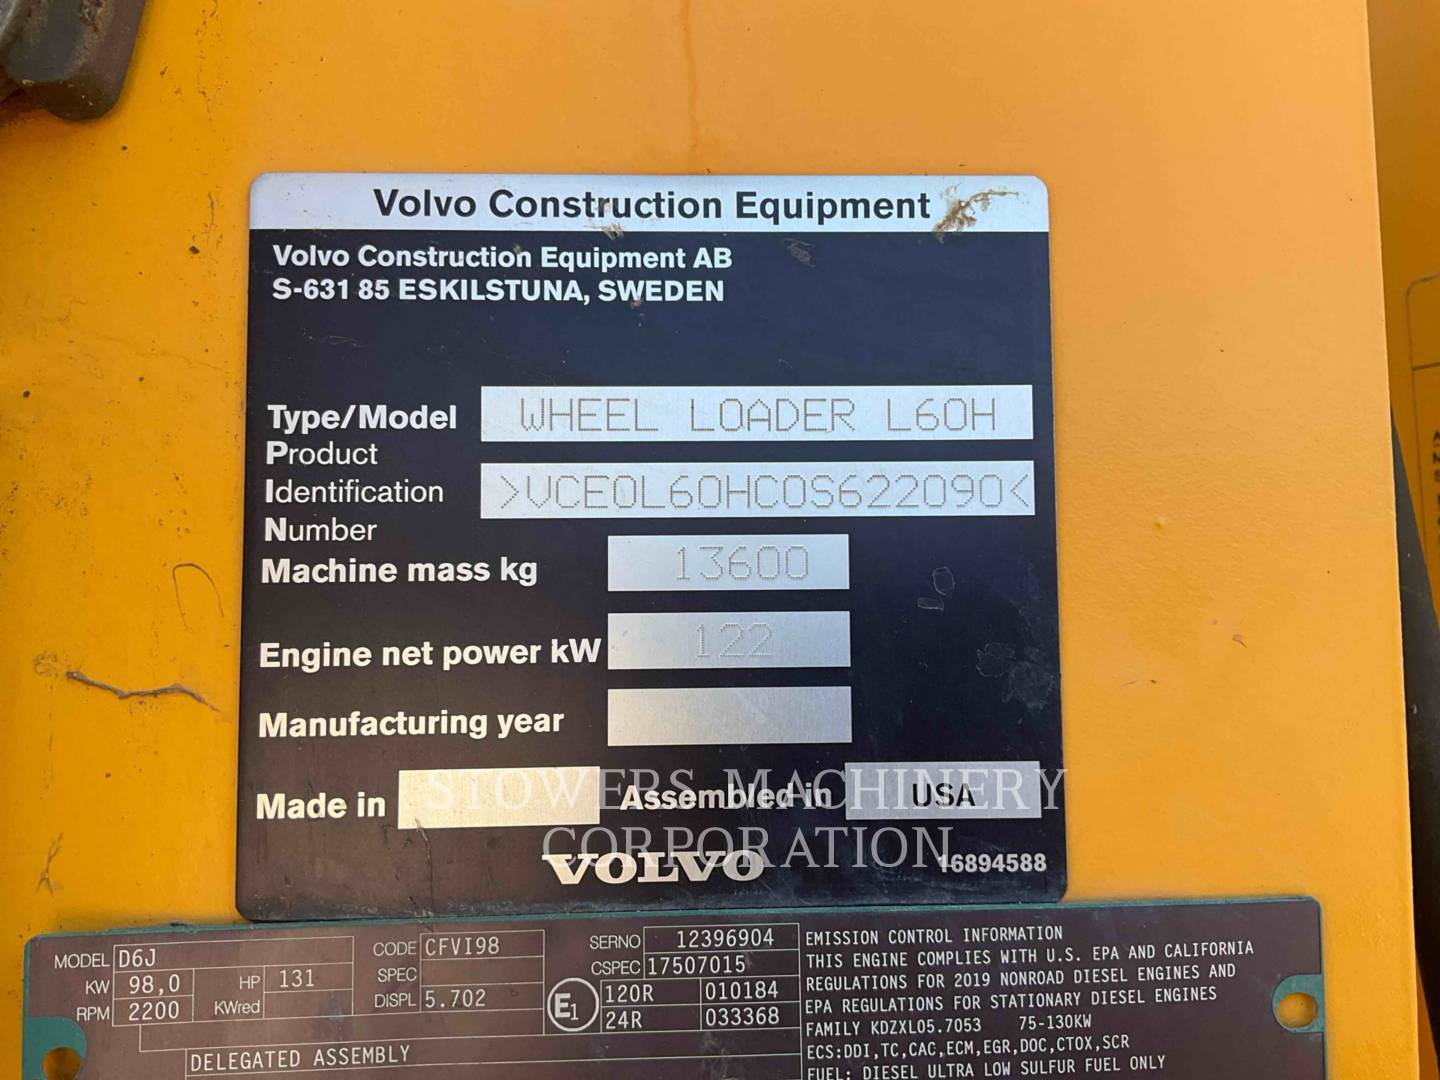 Volvo Construction Equipment
Volvo Construction Equipment AB
S-631 85 ESKILSTUNA, SWEDEN
Type/Model WHEEL LOADER L60H
Product
Identification >VCE0L60HC0S622090<
Number
Machine mass kg 13600
Engine net power kW 122
Manufacturing year
Made in Assembled in USA
STOWERS MACHINERY
CORPORATION
VOLVO 16894588
MODEL D6J CODE CFVI98 SERNO 12396904
KW 98,0 HP 131 SPEC CSPEC 17507015
RPM 2200 KWred DISPL 5.702 E1 120R 010184
24R 033368
DELEGATED ASSEMBLY
EMISSION CONTROL INFORMATION
THIS ENGINE COMPLIES WITH U.S. EPA AND CALIFORNIA
REGULATIONS FOR 2019 NONROAD DIESEL ENGINES AND
EPA REGULATIONS FOR STATIONARY DIESEL ENGINES
FAMILY KDZXL05.7053 75-130KW
ECS:DDI,TC,CAC,ECM,EGR,DOC,CTOX,SCR
FUEL: DIESEL ULTRA LOW SULFUR FUEL ONLY